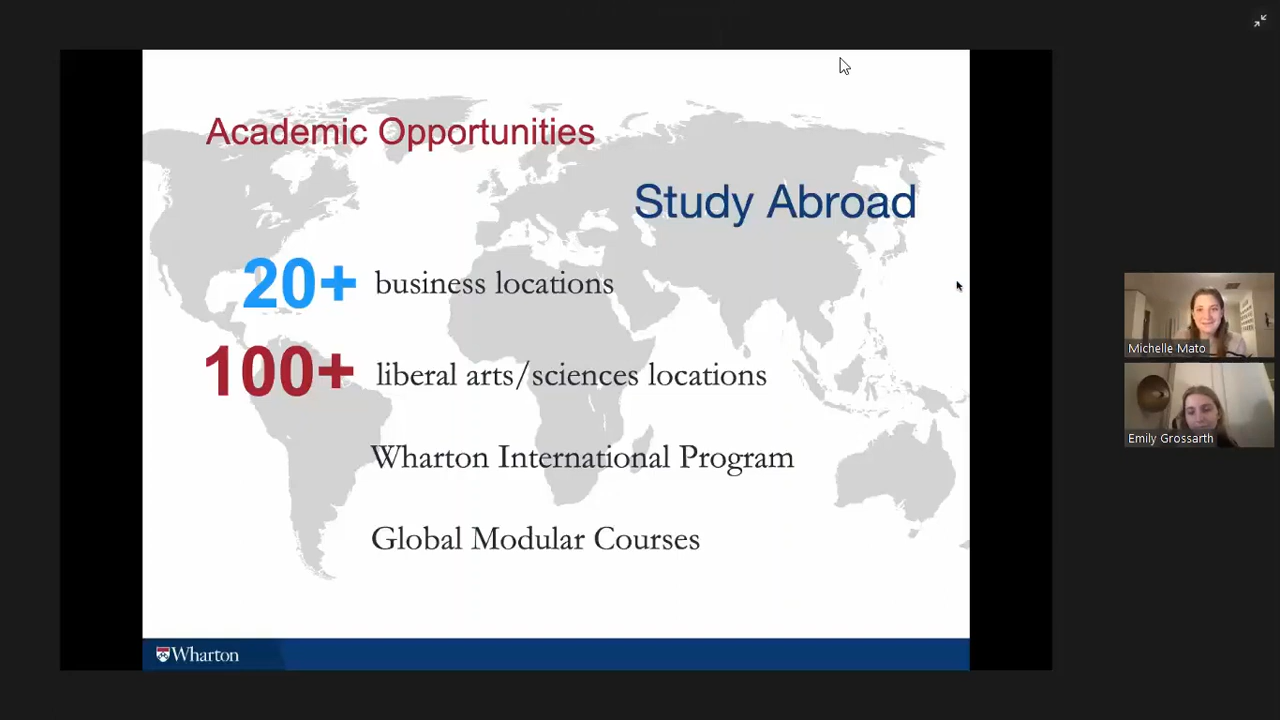 Academic Opportunities
Study Abroad
20+ business locations
100+ liberal arts/sciences locations
Wharton International Program
Global Modular Courses
Wharton
Michelle Mato
Emily Grossarth